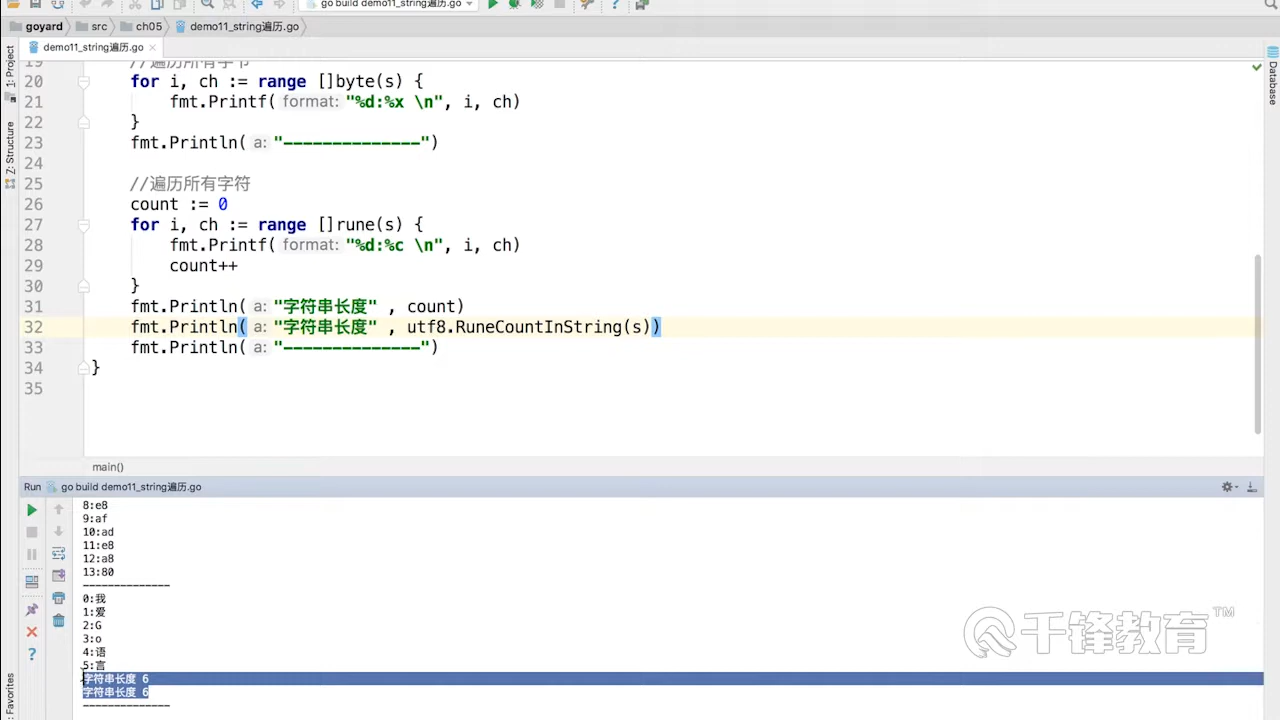 go build demo11_string遍历.go
goyard src ch05 demo11_string遍历.go
demo11_string遍历.go
1: Project
Z: Structure
Favorites
Database
19 //遍历所有字节
20 for i, ch := range []byte(s) {
21 fmt.Printf( format: "%d:%x \n", i, ch)
22 }
23 fmt.Println( a: "--------------")
24
25 //遍历所有字符
26 count := 0
27 for i, ch := range []rune(s) {
28 fmt.Printf( format: "%d:%c \n", i, ch)
29 count++
30 }
31 fmt.Println( a: "字符串长度" , count)
32 fmt.Println( a: "字符串长度" , utf8.RuneCountInString(s))
33 fmt.Println( a: "--------------")
34 }
35
main()
Run go build demo11_string遍历.go
8:e8
9:af
10:ad
11:e8
12:a8
13:80
--------------
0:我
1:爱
2:G
3:o
4:语
5:言
字符串长度 6
字符串长度 6
--------------
千锋教育™